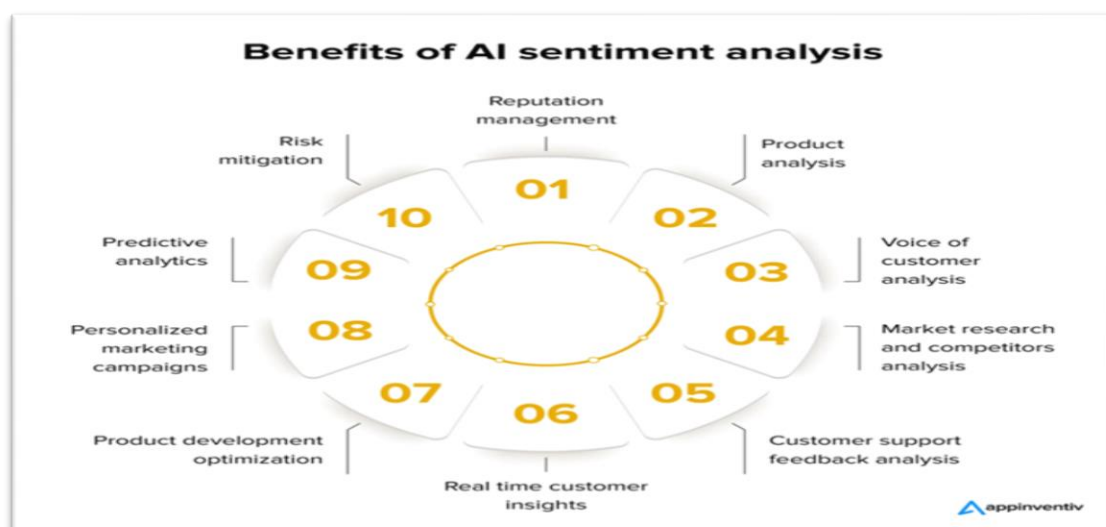 Benefits of AI sentiment analysis
Reputation
management
01
Product
analysis
02
Voice of
customer
analysis
03
Market research
and competitors
analysis
04
Customer support
feedback analysis
05
Real time customer
insights
06
Product development
optimization
07
Personalized
marketing
campaigns
08
Predictive
analytics
09
Risk
mitigation
10
appinventiv